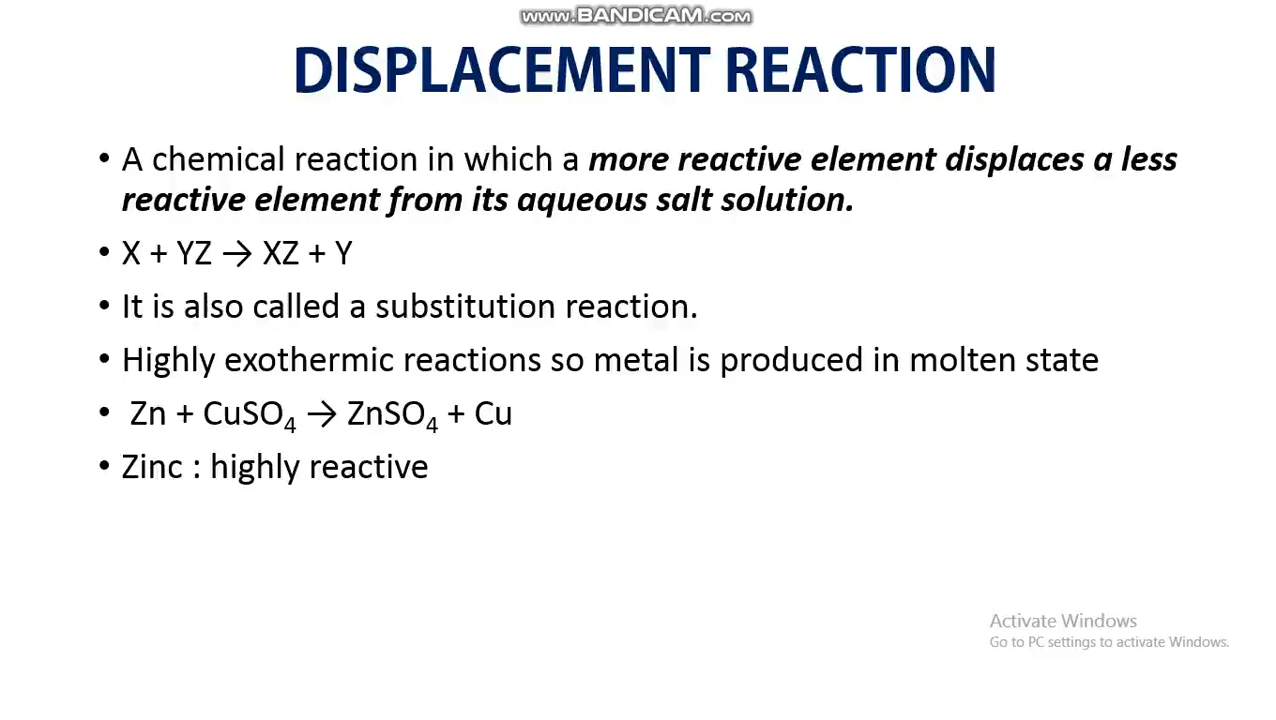 www.BANDICAM.com
DISPLACEMENT REACTION
• A chemical reaction in which a more reactive element displaces a less
reactive element from its aqueous salt solution.
• X + YZ → XZ + Y
• It is also called a substitution reaction.
• Highly exothermic reactions so metal is produced in molten state
• Zn + CuSO₄ → ZnSO₄ + Cu
• Zinc : highly reactive
Activate Windows
Go to PC settings to activate Windows.